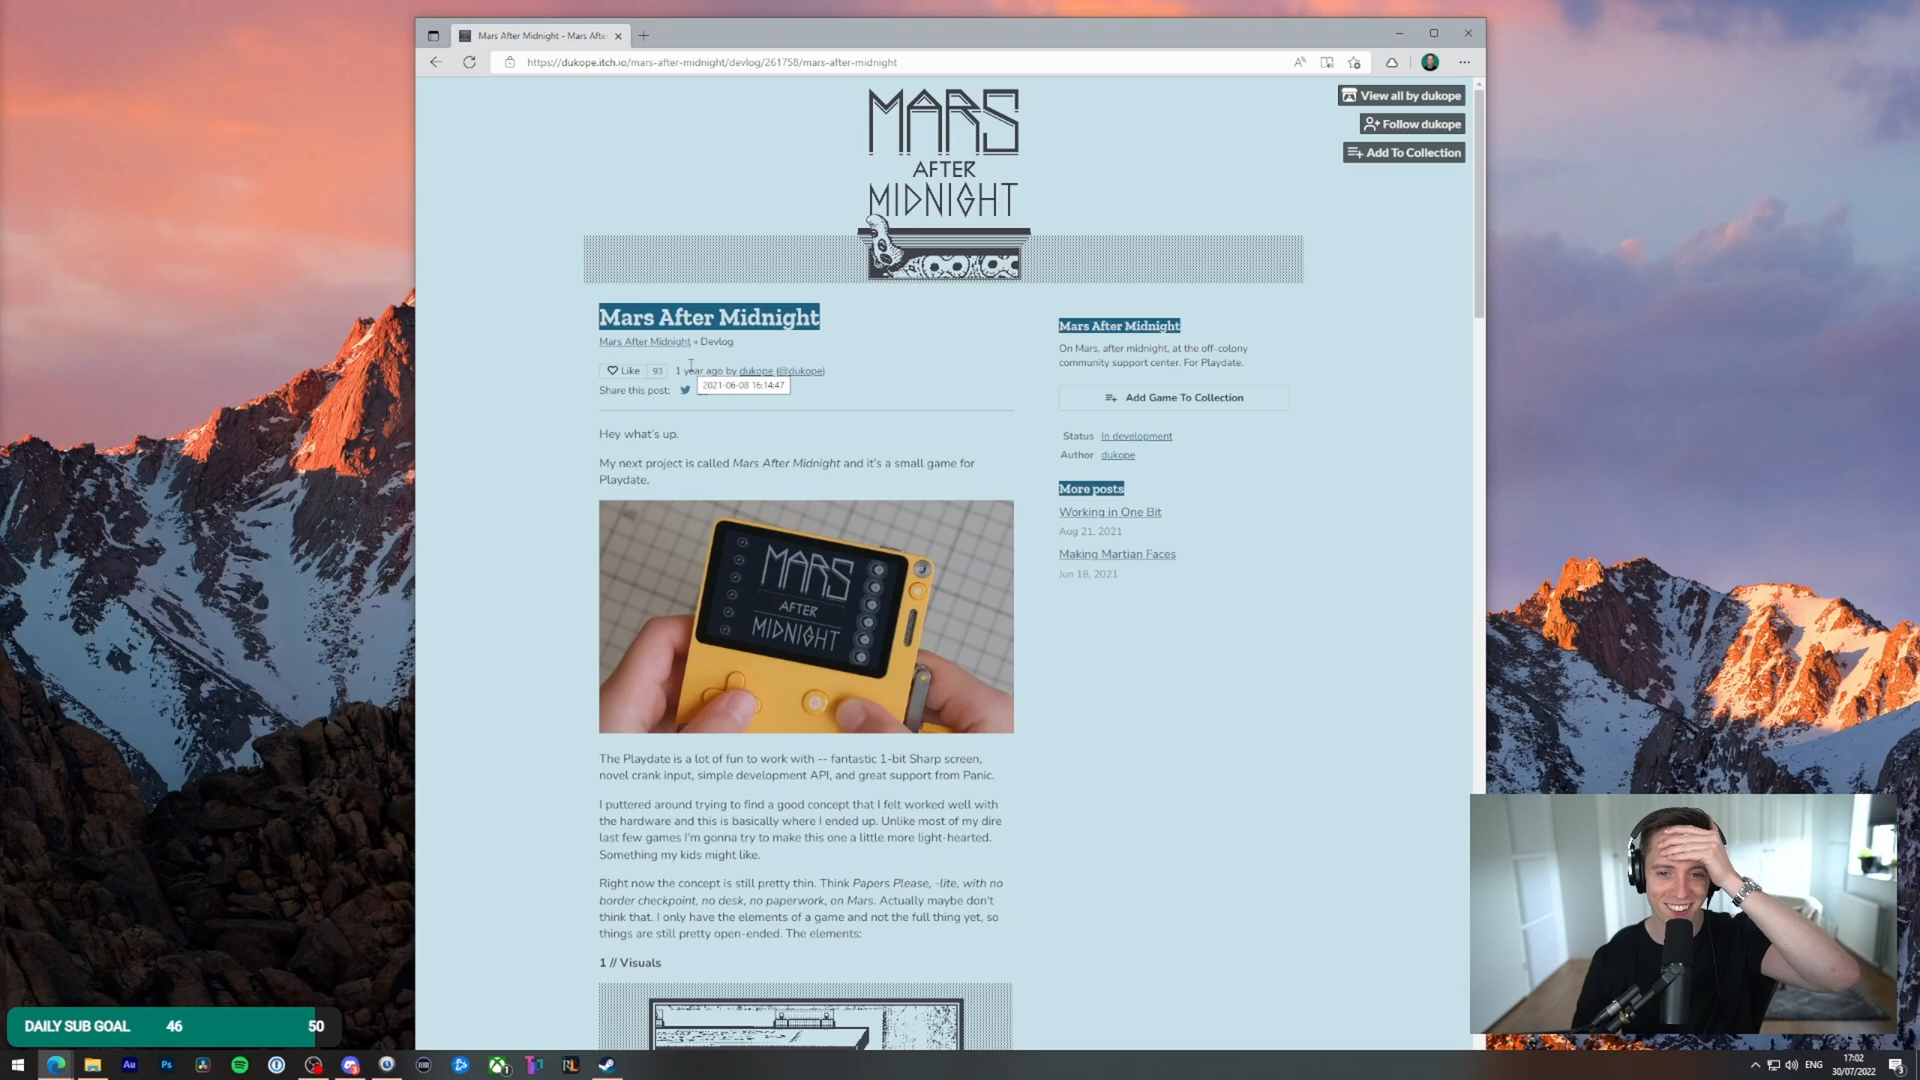 Mars After Midnight - Mars Afte
https://dukope.itch.io/mars-after-midnight/devlog/261758/mars-after-midnight
MARS
AFTER
MIDNIGHT
View all by dukope
Follow dukope
Add To Collection
Mars After Midnight
Mars After Midnight » Devlog
Like 93 1 year ago by dukope (@dukope)
Share this post:
2021-06-08 16:14:47
Hey what's up.
My next project is called Mars After Midnight and it's a small game for
Playdate.
MARS
AFTER
MIDNIGHT
The Playdate is a lot of fun to work with -- fantastic 1-bit Sharp screen,
novel crank input, simple development API, and great support from Panic.
I puttered around trying to find a good concept that I felt worked well with
the hardware and this is basically where I ended up. Unlike most of my dire
last few games I'm gonna try to make this one a little more light-hearted.
Something my kids might like.
Right now the concept is still pretty thin. Think Papers Please, -lite, with no
border checkpoint, no desk, no paperwork, on Mars. Actually maybe don't
think that. I only have the elements of a game and not the full thing yet, so
things are still pretty open-ended. The elements:
1 // Visuals
Mars After Midnight
On Mars, after midnight, at the off-colony
community support center. For Playdate.
Add Game To Collection
Status In development
Author dukope
More posts
Working in One Bit
Aug 21, 2021
Making Martian Faces
Jun 18, 2021
DAILY SUB GOAL 46 50
Au
Ps
ENG
17:02
30/07/2022